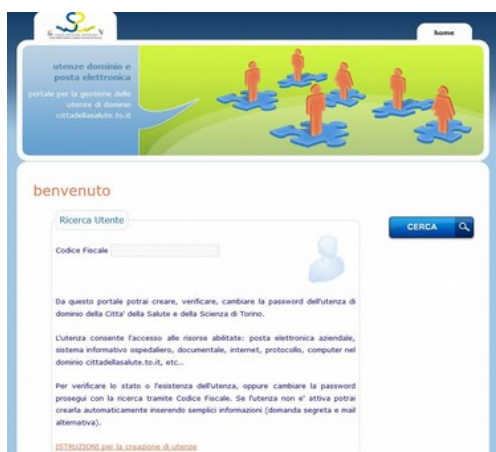 home
utenze dominio e
posta elettronica
portale per la gestione delle
utenze di dominio
cittadellasalute.to.it
benvenuto
Ricerca Utente
CERCA
Codice Fiscale
Da questo portale potrai creare, verificare, cambiare la password dell'utenza di
dominio della Citta' della Salute e della Scienza di Torino.
L'utenza consente l'accesso alle risorse abilitate: posta elettronica aziendale,
sistema informativo ospedaliero, documentale, internet, protocollo, computer nel
dominio cittadellasalute.to.it, etc..
Per verificare lo stato o l'esistenza dell'utenza, oppure cambiare la password
prosegui con la ricerca tramite Codice Fiscale. Se l'utenza non e' attiva potrai
crearla automaticamente inserendo semplici informazioni (domanda segreta e mail
alternativa).
ISTRUZIONI per la creazione di utenze